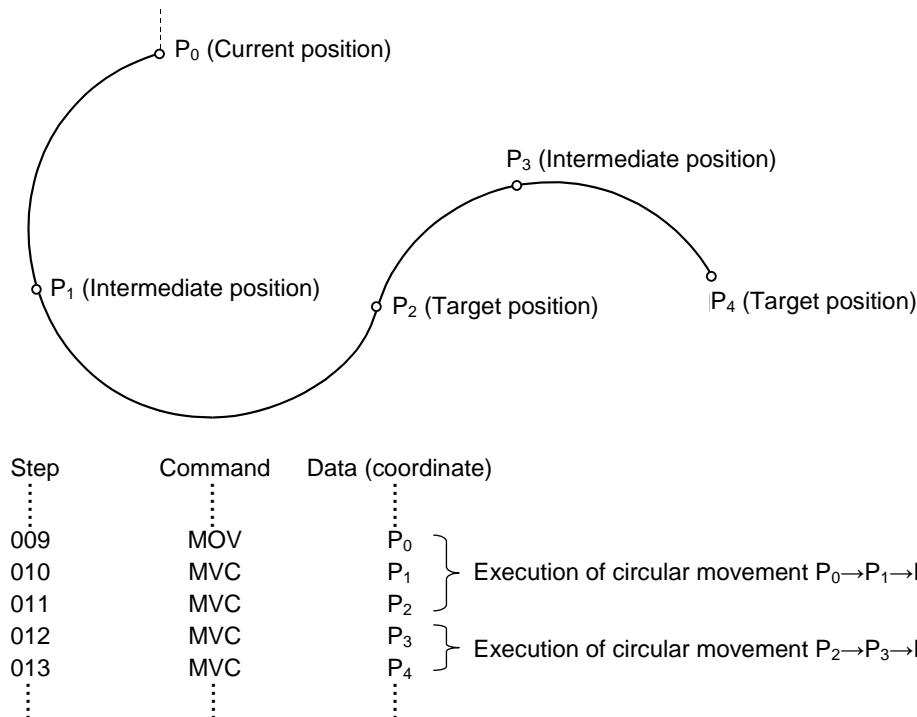 P₀ (Current position)
P₃ (Intermediate position)
P₁ (Intermediate position)
P₂ (Target position)
P₄ (Target position)
Step Command Data (coordinate)
009 MOV P₀
010 MVC P₁ Execution of circular movement P₀→P₁→
011 MVC P₂
012 MVC P₃ Execution of circular movement P₂→P₃→
013 MVC P₄